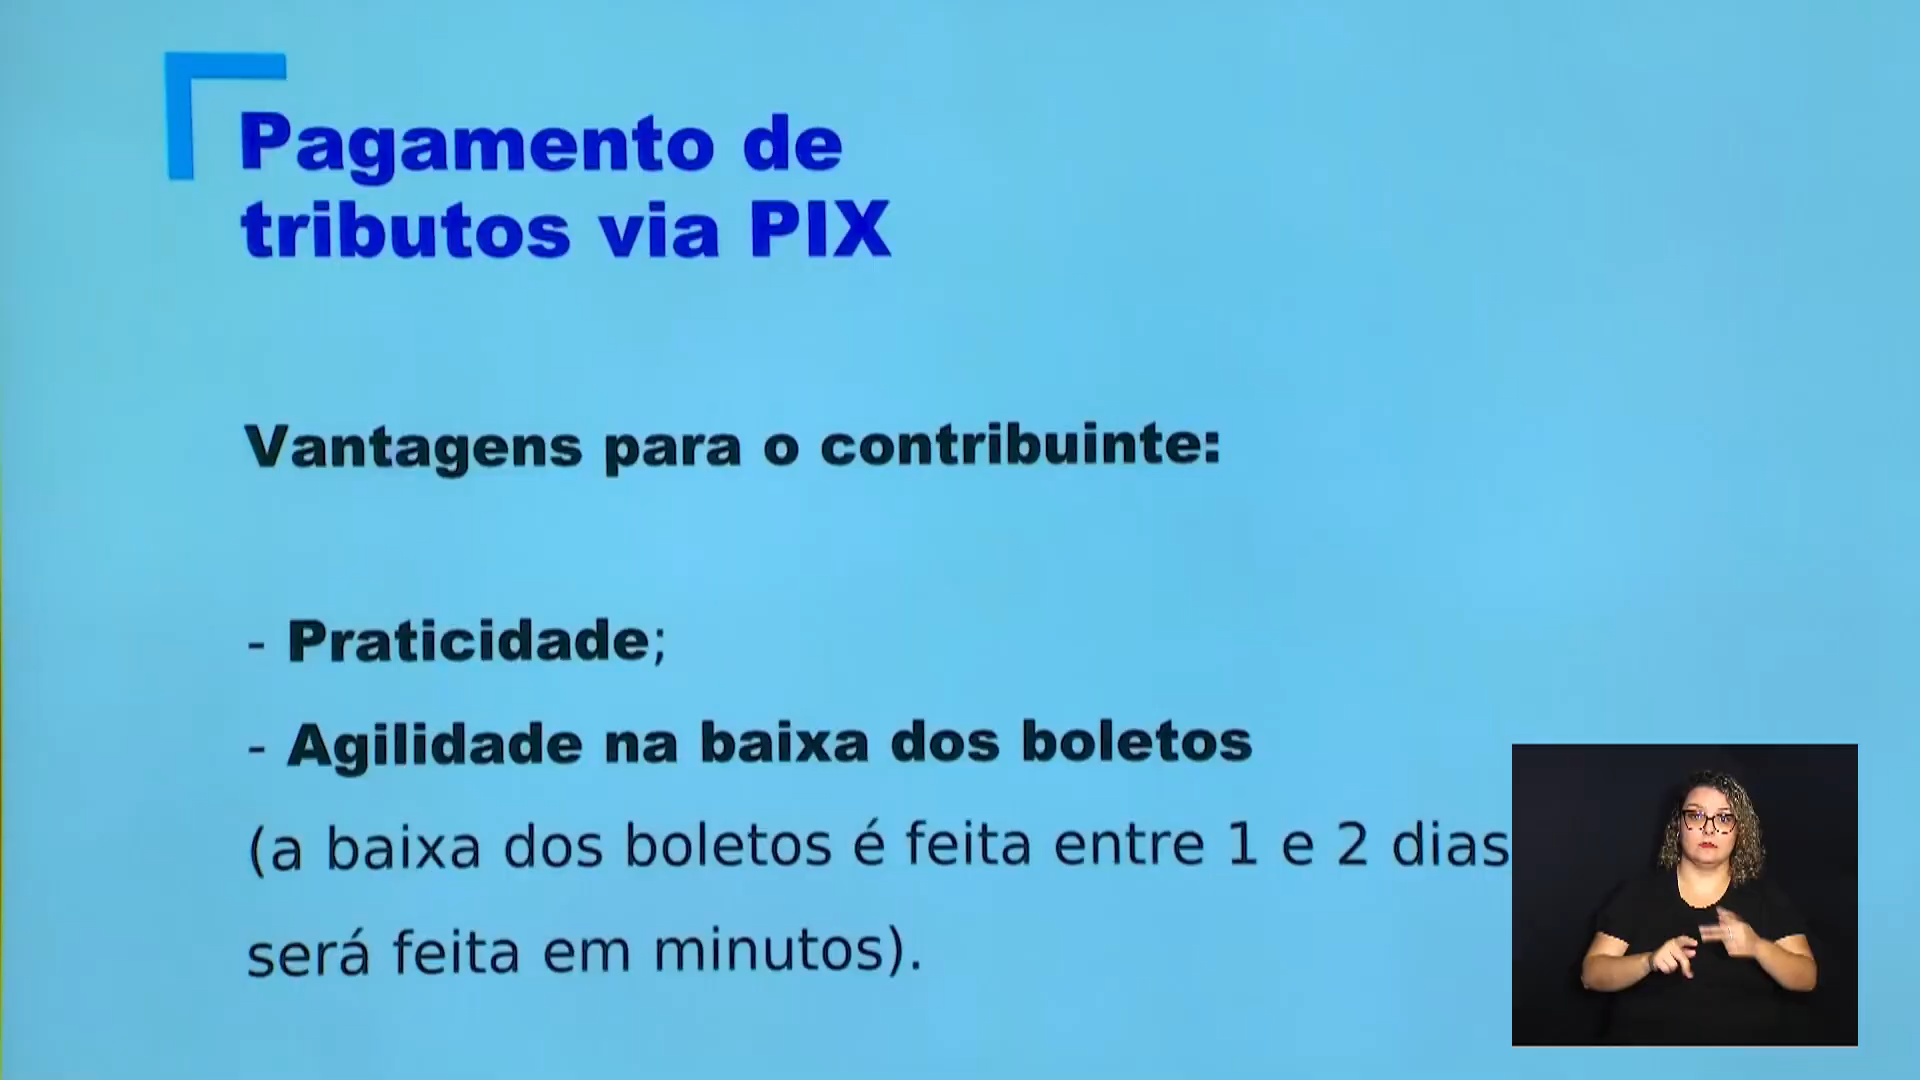 Pagamento de
tributos via PIX
Vantagens para o contribuinte:
- Praticidade;
- Agilidade na baixa dos boletos
(a baixa dos boletos é feita entre 1 e 2 dias
será feita em minutos).